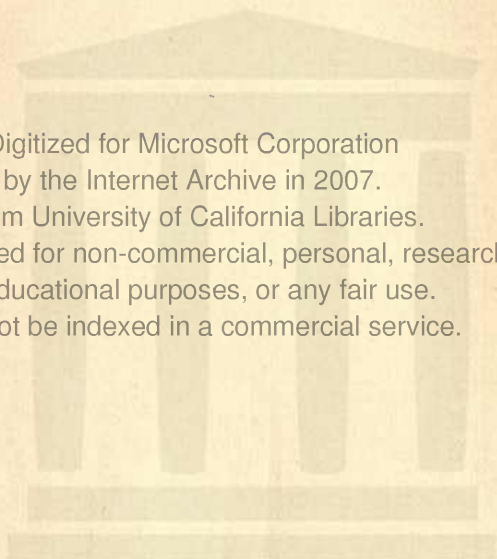 Digitized for Microsoft Corporation
by the Internet Archive in 2007.
m University of California Libraries.
ed for non-commercial, personal, research
ducational purposes, or any fair use.
ot be indexed in a commercial service.